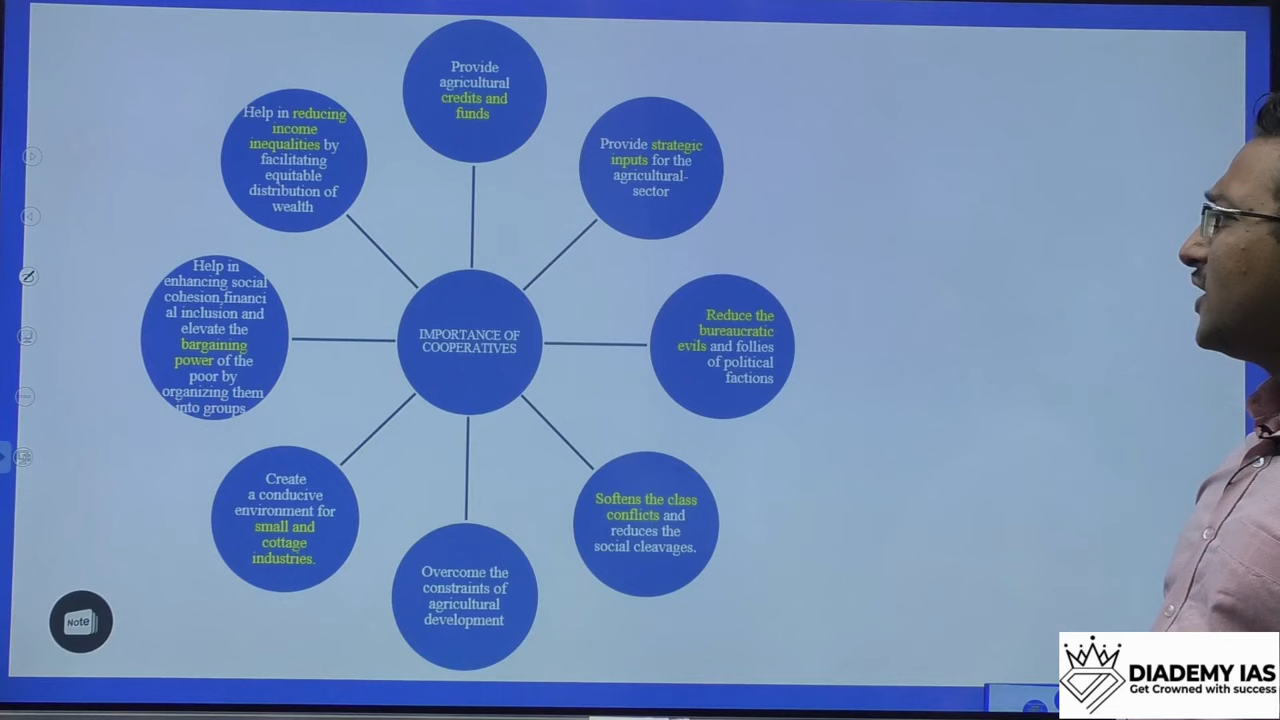 Provide
agricultural
credits and
funds
Help in reducing
income
inequalities by
facilitating
equitable
distribution of
wealth
Provide strategic
inputs for the
agricultural-
sector
Help in
enhancing social
cohesion,financi
al inclusion and
elevate the
bargaining
power of the
poor by
organizing them
into groups
IMPORTANCE OF
COOPERATIVES
Reduce the
bureaucratic
evils and follies
of political
factions
Create
a conducive
environment for
small and
cottage
industries.
Softens the class
conflicts and
reduces the
social cleavages.
Overcome the
constraints of
agricultural
development
Note
DIADEMY IAS
Get Crowned with success